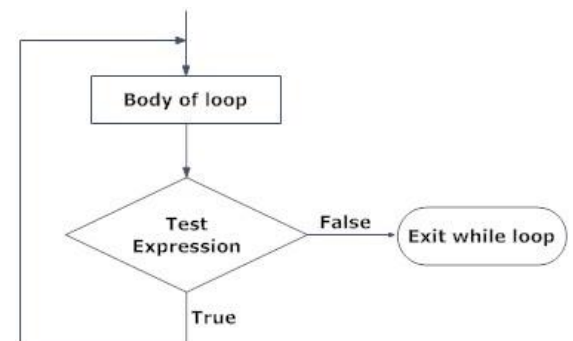 Body of loop
Test
Expression
False
Exit while loop
True